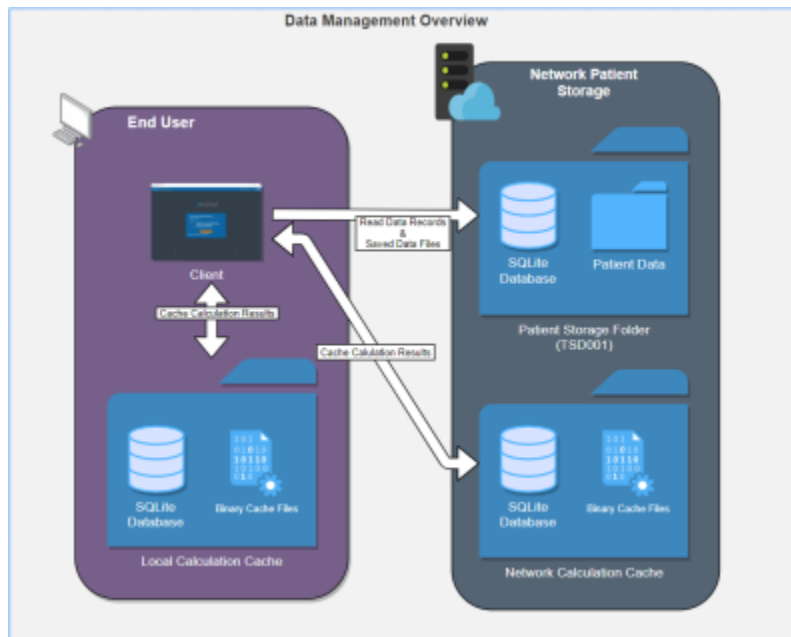 Data Management Overview
Network Patient
Storage
End User
Client
Read Data Records
&
Saved Data Files
SQLite
Database
Patient Data
Cache Calculation Results
Patient Storage Folder
(TSD001)
Cache Calulation Results
SQLite
Database
Binary Cache Files
Local Calculation Cache
SQLite
Database
Binary Cache Files
Network Calculation Cache